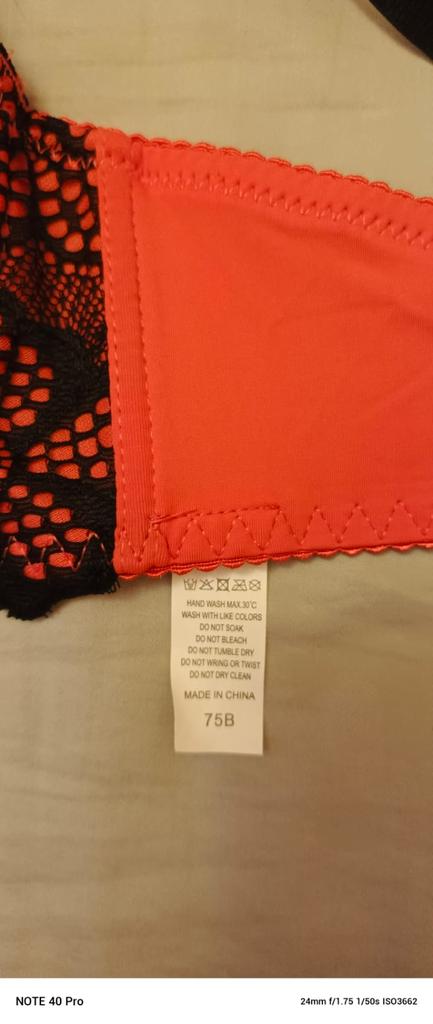 HAND WASH MAX.30°C
WASH WITH LIKE COLORS
DO NOT SOAK
DO NOT BLEACH
DO NOT TUMBLE DRY
DO NOT WRING OR TWIST
DO NOT DRY CLEAN
MADE IN CHINA
75B
NOTE 40 Pro
24mm f/1.75 1/50s ISO3662